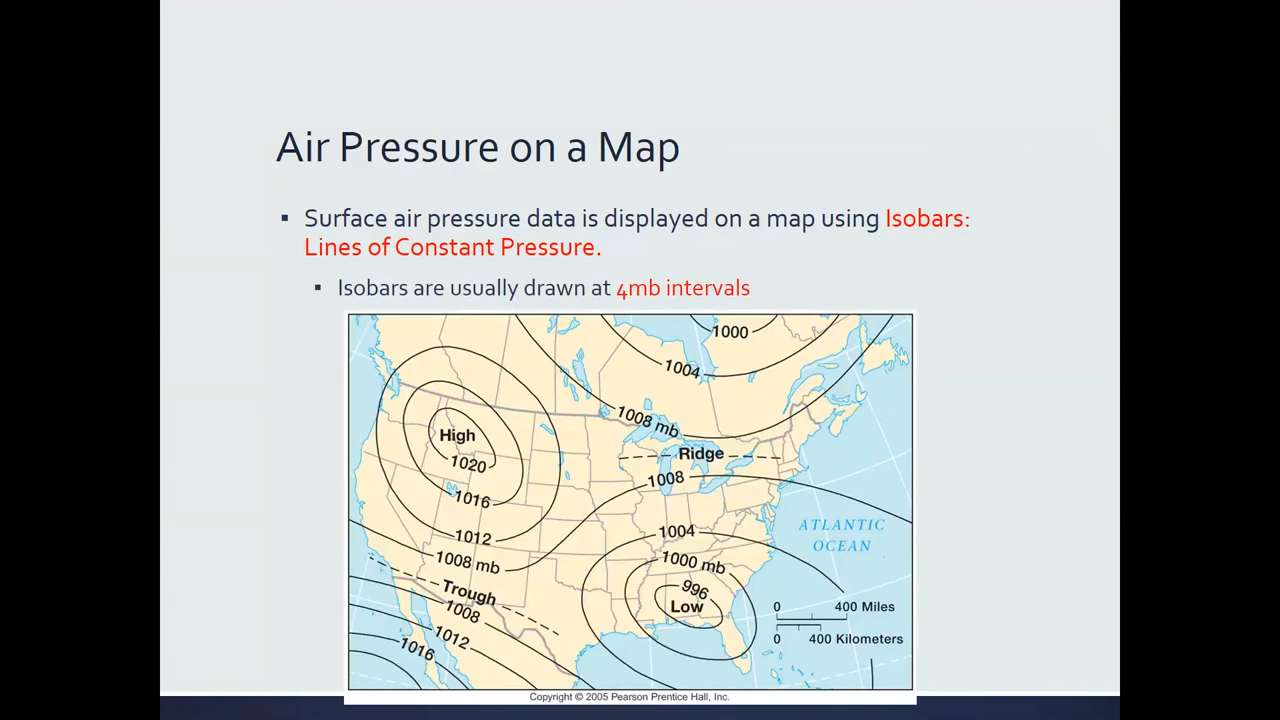 Air Pressure on a Map
▪ Surface air pressure data is displayed on a map using Isobars:
Lines of Constant Pressure.
▪ Isobars are usually drawn at 4mb intervals
1000
1004
1008 mb
High
1020
1016
1012
1008 mb
Ridge
1008
1004
1000 mb
996
Low
Trough
1008
1012
1016
ATLANTIC
OCEAN
0 400 Miles
0 400 Kilometers
Copyright © 2005 Pearson Prentice Hall, Inc.